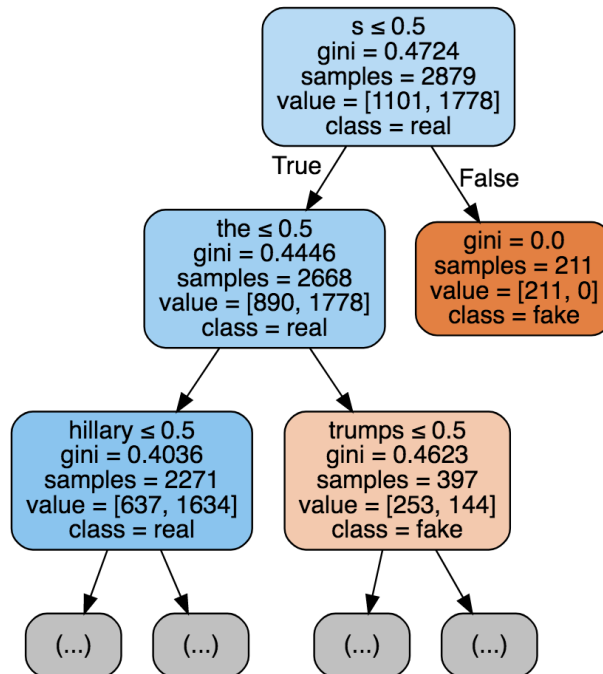 s ≤ 0.5
gini = 0.4724
samples = 2879
value = [1101, 1778]
class = real
True
False
the ≤ 0.5
gini = 0.4446
samples = 2668
value = [890, 1778]
class = real
gini = 0.0
samples = 211
value = [211, 0]
class = fake
hillary ≤ 0.5
gini = 0.4036
samples = 2271
value = [637, 1634]
class = real
trumps ≤ 0.5
gini = 0.4623
samples = 397
value = [253, 144]
class = fake
(...)
(...)
(...)
(...)